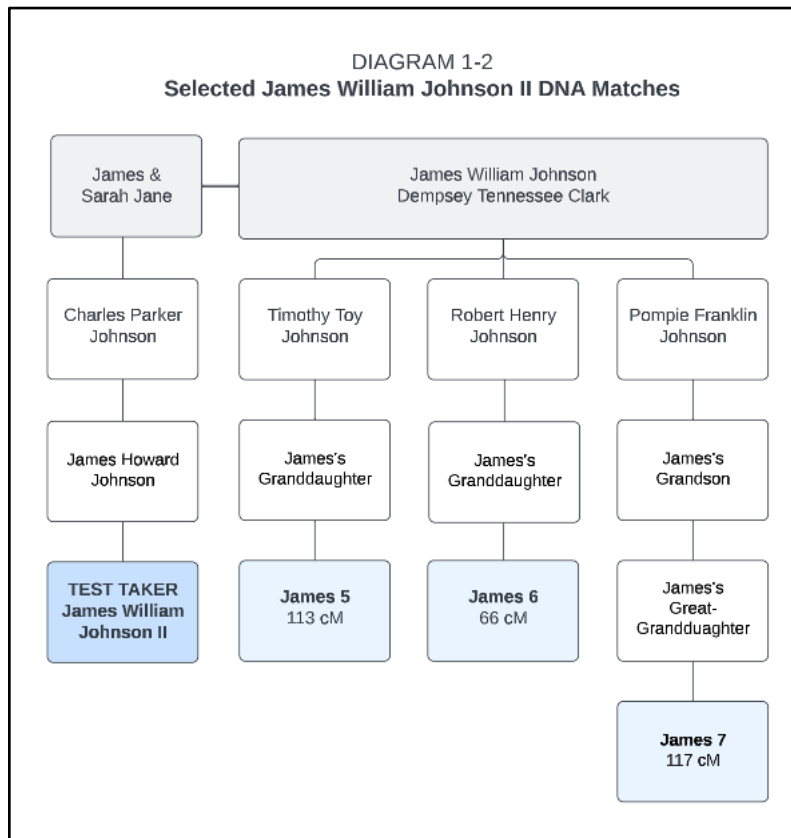 DIAGRAM 1-2
Selected James William Johnson II DNA Matches
James &
Sarah Jane
James William Johnson
Dempsey Tennessee Clark
Charles Parker
Johnson
Timothy Toy
Johnson
Robert Henry
Johnson
Pompie Franklin
Johnson
James Howard
Johnson
James's
Granddaughter
James's
Granddaughter
James's
Grandson
TEST TAKER
James William
Johnson II
James 5
113 cM
James 6
66 cM
James's
Great-
Grandduaghter
James 7
117 cM